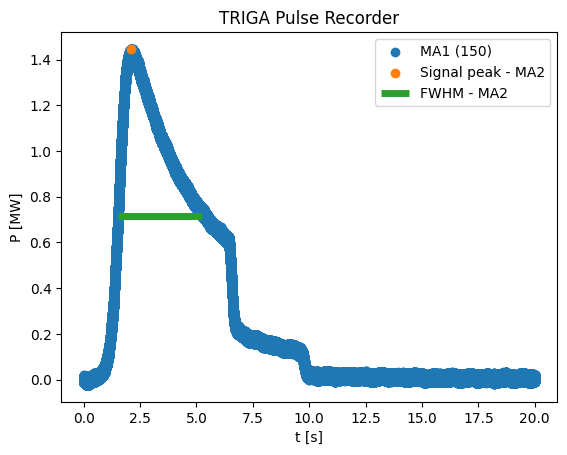 TRIGA Pulse Recorder
MA1 (150)
Signal peak - MA2
FWHM - MA2
P [MW]
1.4
1.2
1.0
0.8
0.6
0.4
0.2
0.0
0.0 2.5 5.0 7.5 10.0 12.5 15.0 17.5 20.0
t [s]